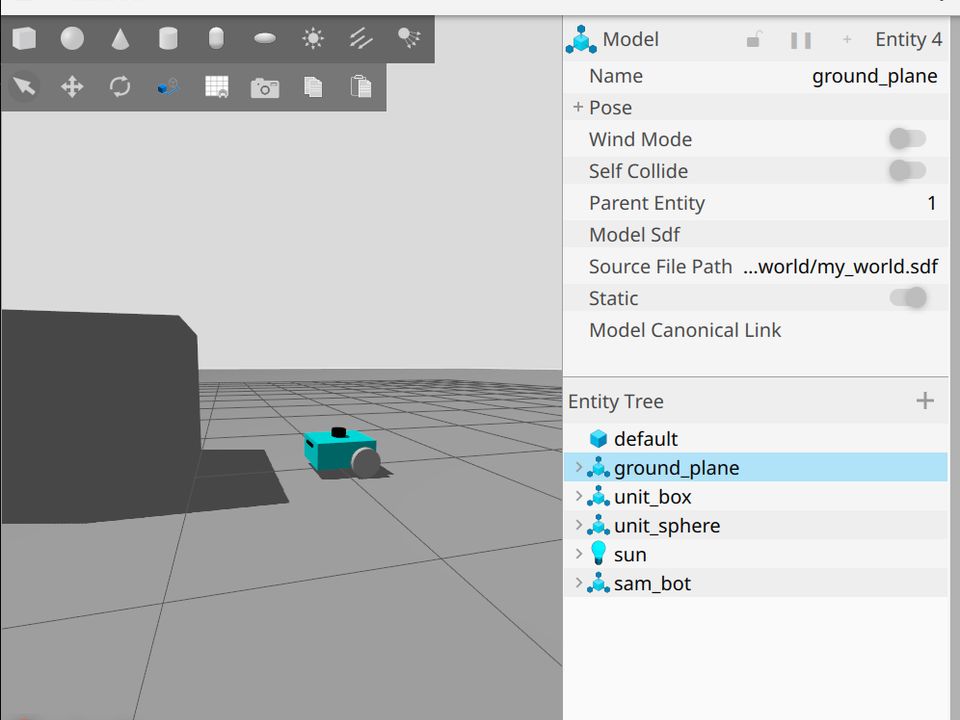 Model Entity 4
Name ground_plane
Pose
Wind Mode
Self Collide
Parent Entity 1
Model Sdf
Source File Path ...world/my_world.sdf
Static
Model Canonical Link
Entity Tree
default
ground_plane
unit_box
unit_sphere
sun
sam_bot